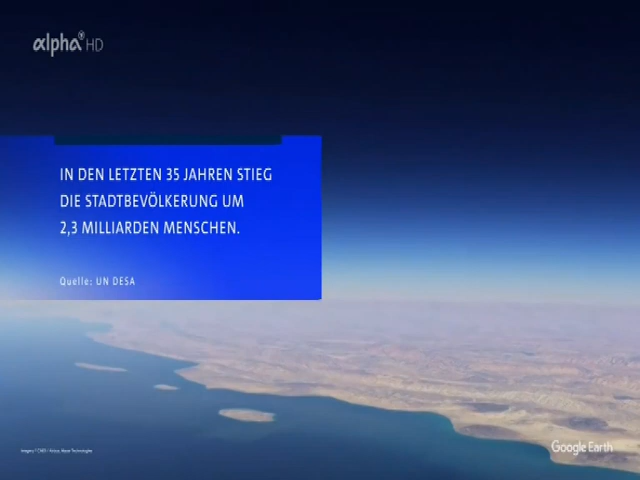 alpha HD
IN DEN LETZTEN 35 JAHREN STIEG
DIE STADTBEVÖLKERUNG UM
2,3 MILLIARDEN MENSCHEN.
Quelle: UN DESA
Google Earth